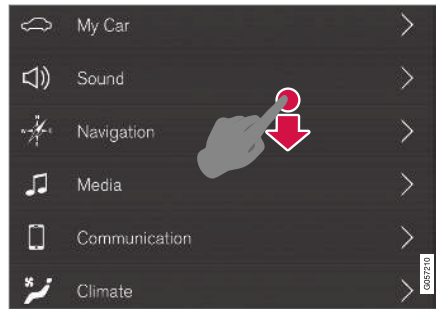 My Car
Sound
Navigation
Media
Communication
Climate
G057210